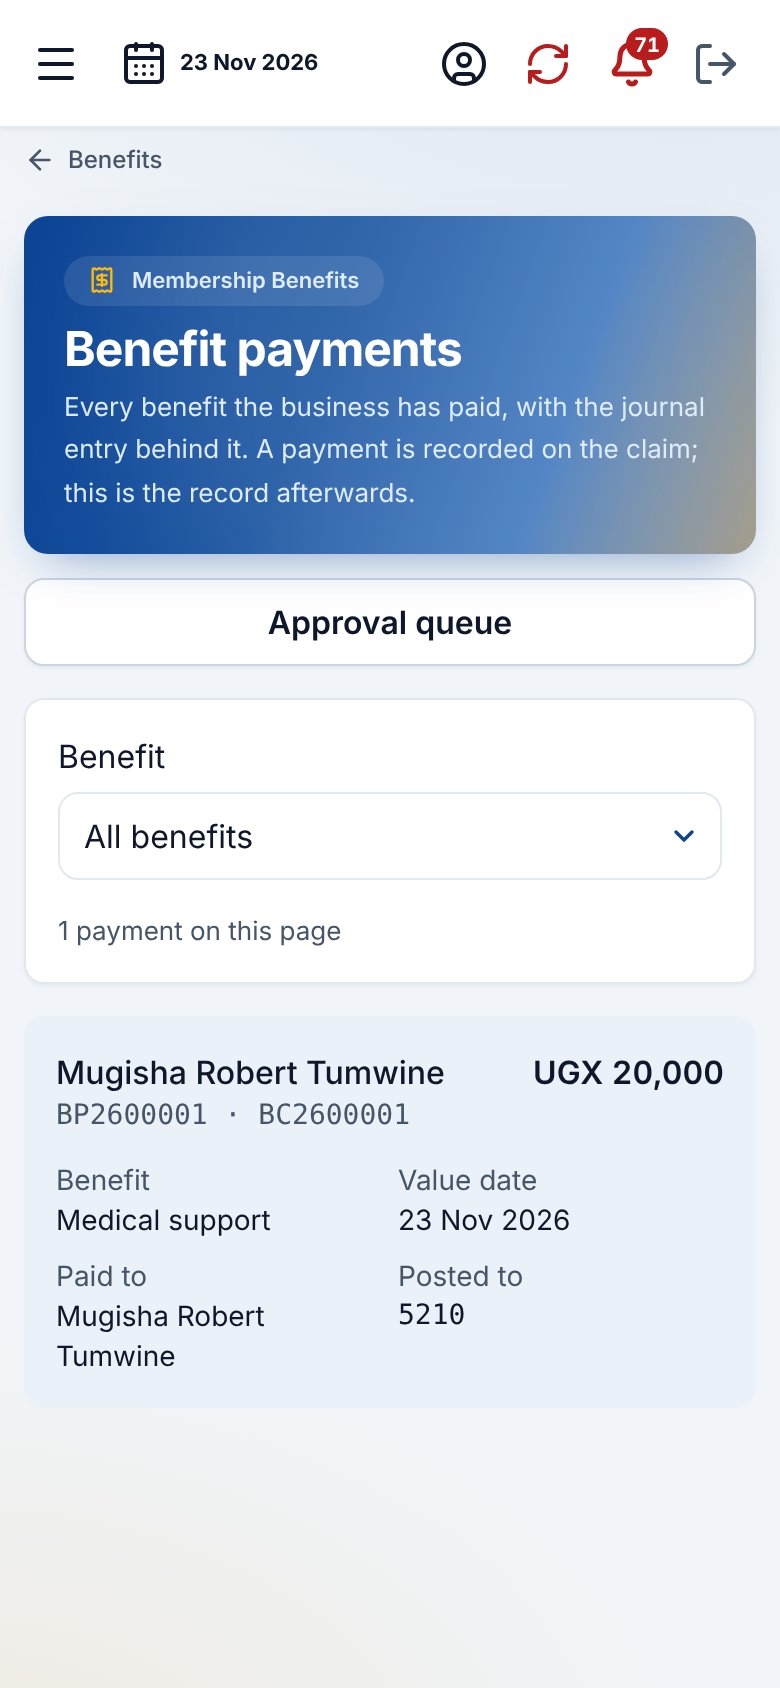 23 Nov 2026
71
Benefits
Membership Benefits
Benefit payments
Every benefit the business has paid, with the journal
entry behind it. A payment is recorded on the claim;
this is the record afterwards.
Approval queue
Benefit
All benefits
1 payment on this page
Mugisha Robert Tumwine
UGX 20,000
BP2600001 · BC2600001
Benefit
Value date
Medical support
23 Nov 2026
Paid to
Posted to
Mugisha Robert
5210
Tumwine